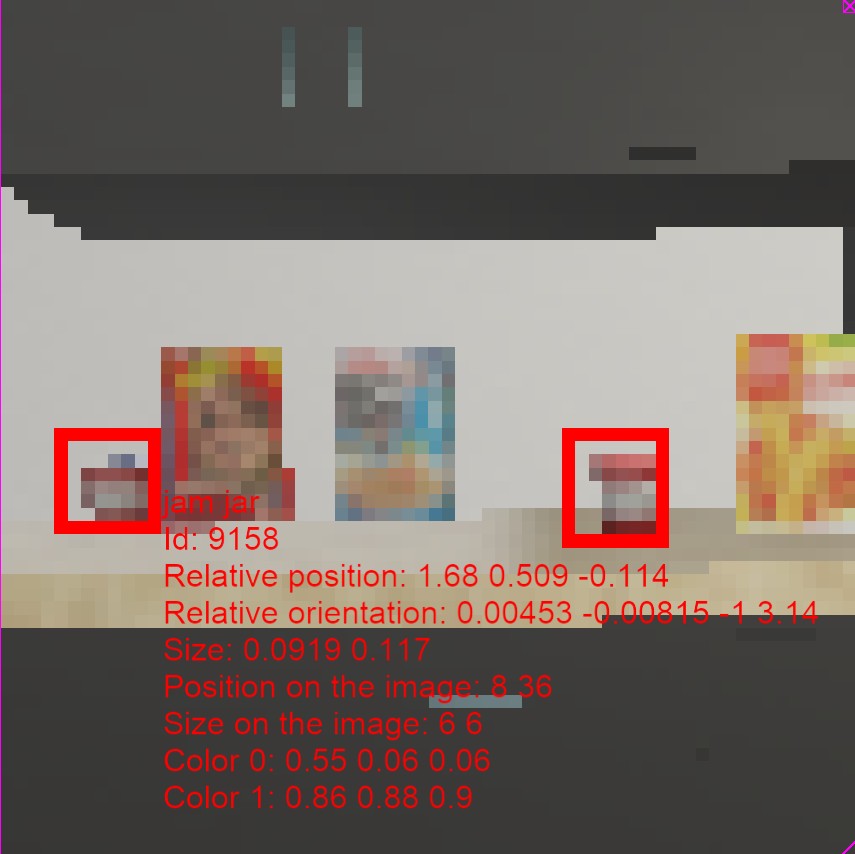 jam jar
Id: 9158
Relative position: 1.68 0.509 -0.114
Relative orientation: 0.00453 -0.00815 -1 3.14
Size: 0.0919 0.117
Position on the image: 8 36
Size on the image: 6 6
Color 0: 0.55 0.06 0.06
Color 1: 0.86 0.88 0.9